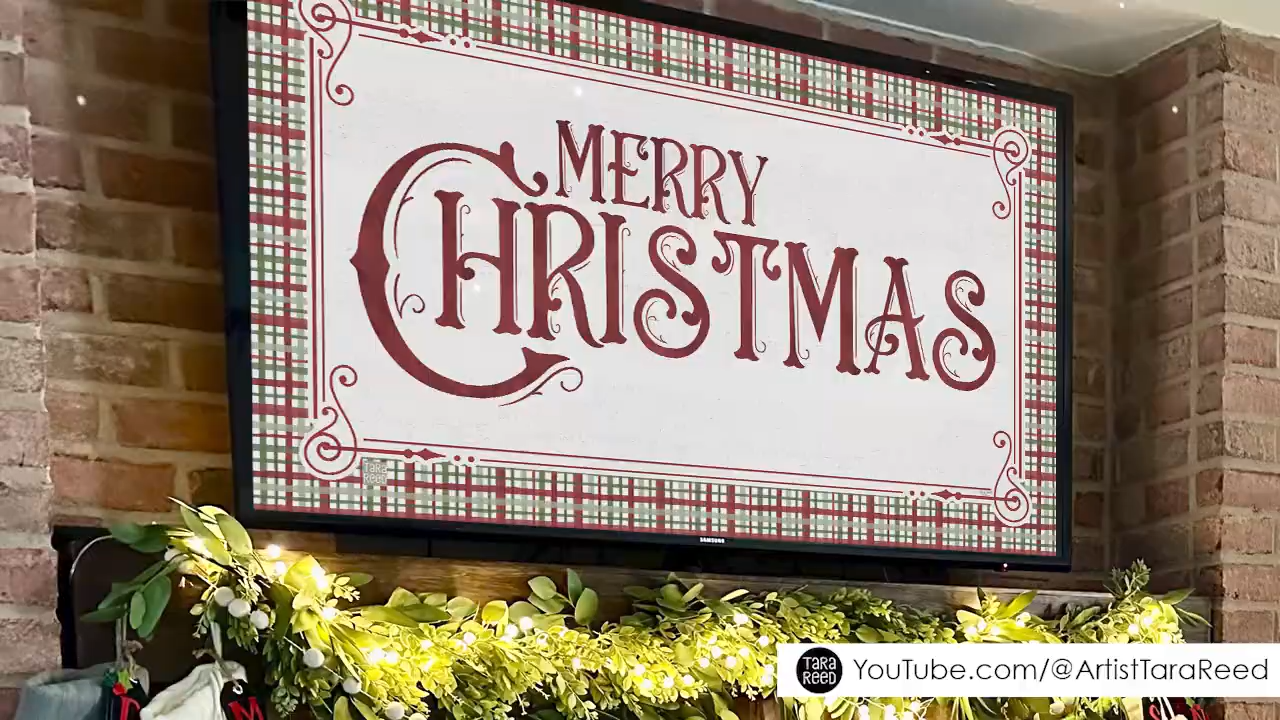 MERRY
CHRISTMAS
TARA
REED
SAMSUNG
TARA
REED
YouTube.com/@ArtistTaraReed
M